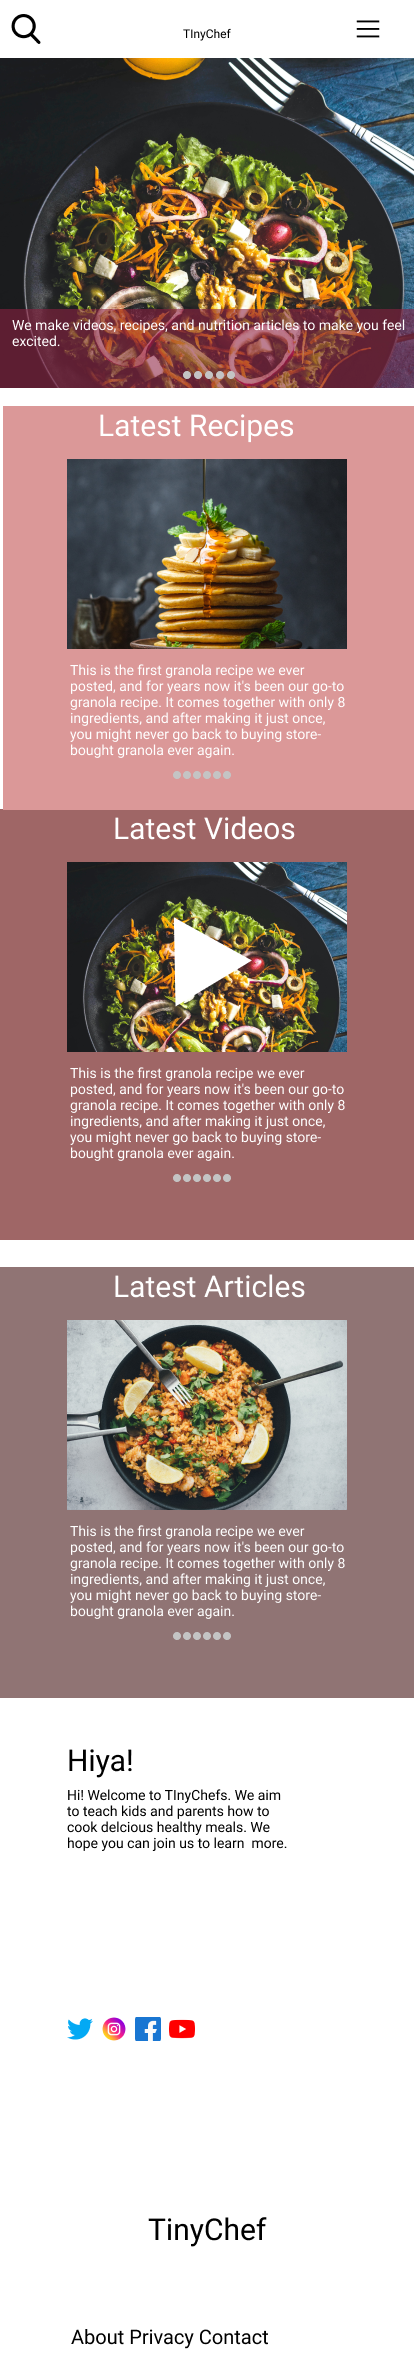 TInyChef
We make videos, recipes, and nutrition articles to make you feel
excited.
Latest Recipes
This is the first granola recipe we ever
posted, and for years now it's been our go-to
granola recipe. It comes together with only 8
ingredients, and after making it just once,
you might never go back to buying store-
bought granola ever again.
Latest Videos
This is the first granola recipe we ever
posted, and for years now it's been our go-to
granola recipe. It comes together with only 8
ingredients, and after making it just once,
you might never go back to buying store-
bought granola ever again.
Latest Articles
This is the first granola recipe we ever
posted, and for years now it's been our go-to
granola recipe. It comes together with only 8
ingredients, and after making it just once,
you might never go back to buying store-
bought granola ever again.
Hiya!
Hi! Welcome to TInyChefs. We aim
to teach kids and parents how to
cook delcious healthy meals. We
hope you can join us to learn  more.
TinyChef
About Privacy Contact